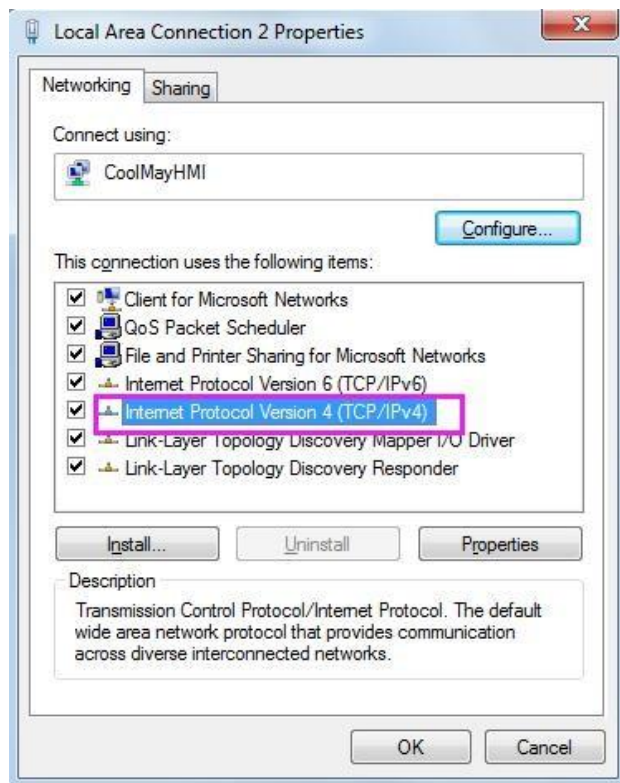 Local Area Connection 2 Properties
Networking
Sharing
Connect using:
CoolMayHMI
Configure...
This connection uses the following items:
Client for Microsoft Networks
QoS Packet Scheduler
File and Printer Sharing for Microsoft Networks
Internet Protocol Version 6 (TCP/IPv6)
Internet Protocol Version 4 (TCP/IPv4)
Link-Layer Topology Discovery Mapper I/O Driver
Link-Layer Topology Discovery Responder
Install...
Uninstall
Properties
Description
Transmission Control Protocol/Internet Protocol. The default
wide area network protocol that provides communication
across diverse interconnected networks.
OK
Cancel